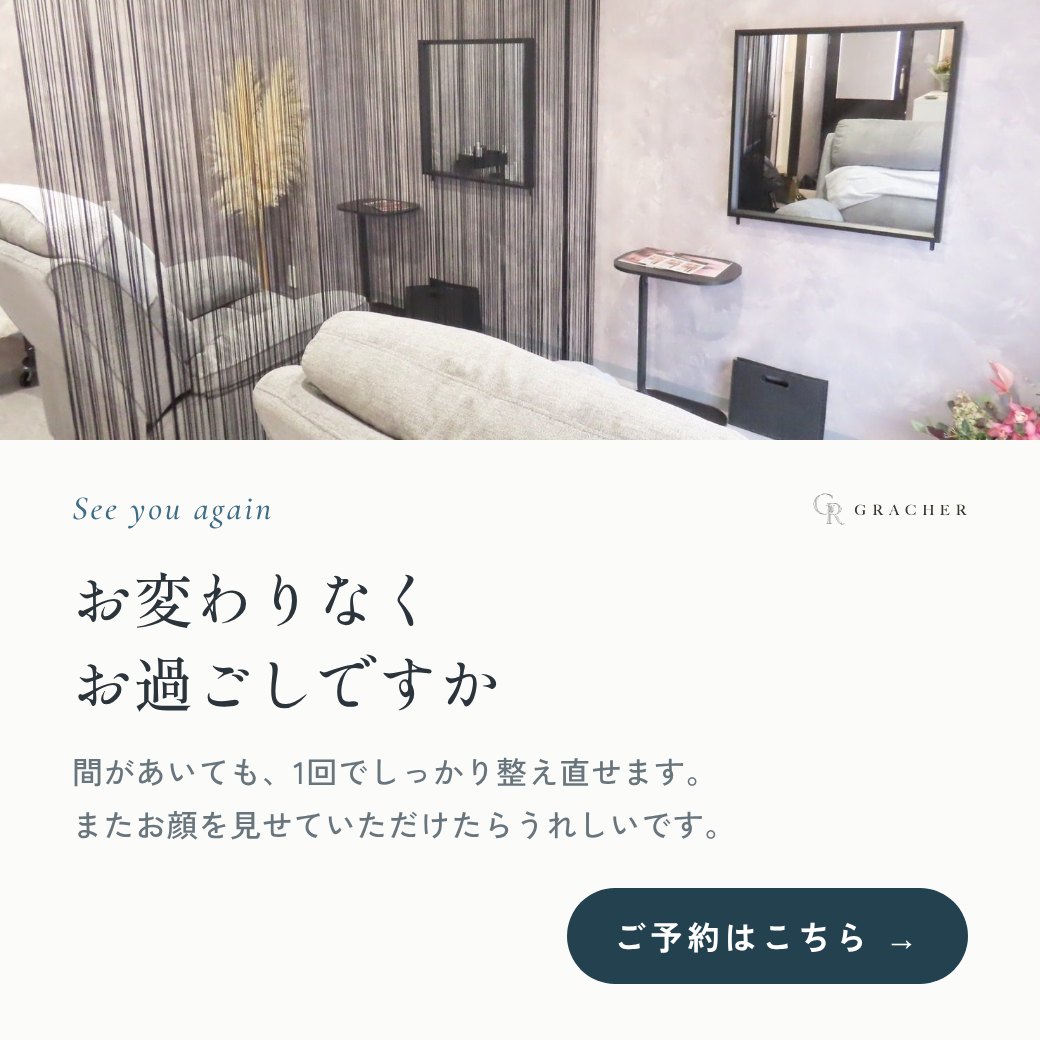 See you again
GR GRACHER
お変わりなく
お過ごしですか
間があいても、1回でしっかり整え直せます。
またお顔を見せていただけたらうれしいです。
ご予約はこちら →